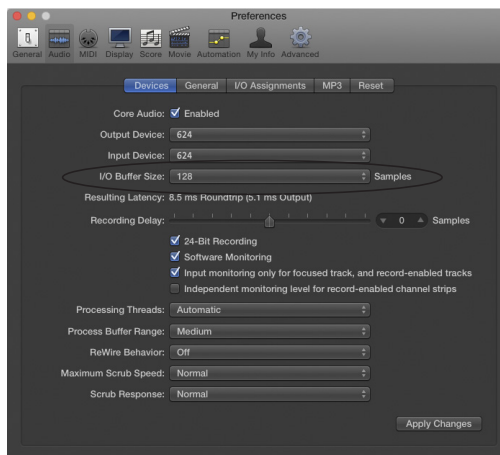 Preferences
General Audio MIDI Display Score Movie Automation My Info Advanced
Devices General I/O Assignments MP3 Reset
Core Audio: Enabled
Output Device: 624
Input Device: 624
I/O Buffer Size: 128 Samples
Resulting Latency: 8.5 ms Roundtrip (5.1 ms Output)
Recording Delay: 0 Samples
24-Bit Recording
Software Monitoring
Input monitoring only for focused track, and record-enabled tracks
Independent monitoring level for record-enabled channel strips
Processing Threads: Automatic
Process Buffer Range: Medium
ReWire Behavior: Off
Maximum Scrub Speed: Normal
Scrub Response: Normal
Apply Changes